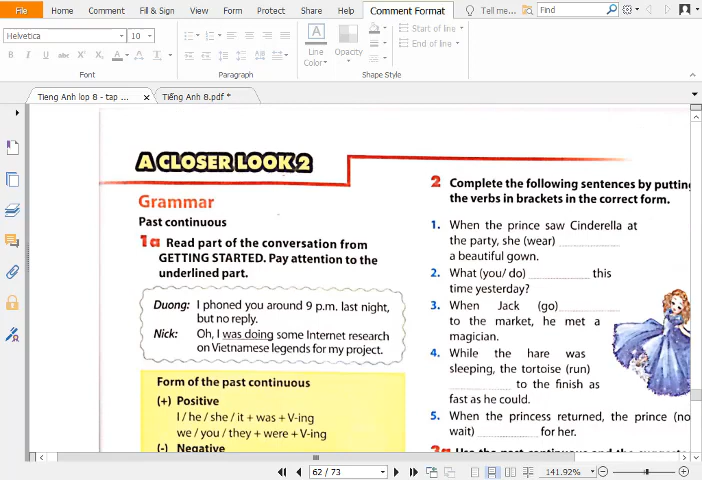 File Home Comment Fill & Sign View Form Protect Share Help Comment Format Tell me... Find
Helvetica 10
B I U abc X² X₂ A T
Font Paragraph
Line Color
Opacity
Start of line
End of line
Shape Style
Tieng Anh lop 8 - tap ... Tiếng Anh 8.pdf *
A CLOSER LOOK 2
Grammar
Past continuous
1a Read part of the conversation from
GETTING STARTED. Pay attention to the
underlined part.
Duong: I phoned you around 9 p.m. last night,
but no reply.
Nick: Oh, I was doing some Internet research
on Vietnamese legends for my project.
Form of the past continuous
(+) Positive
I / he / she / it + was + V-ing
we / you / they + were + V-ing
(-) Negative
2 Complete the following sentences by putting
the verbs in brackets in the correct form.
1. When the prince saw Cinderella at
the party, she (wear)
a beautiful gown.
2. What (you/ do) this
time yesterday?
3. When Jack (go)
to the market, he met a
magician.
4. While the hare was
sleeping, the tortoise (run)
to the finish as
fast as he could.
5. When the princess returned, the prince (no
wait) for her.
62 / 73 141.92%